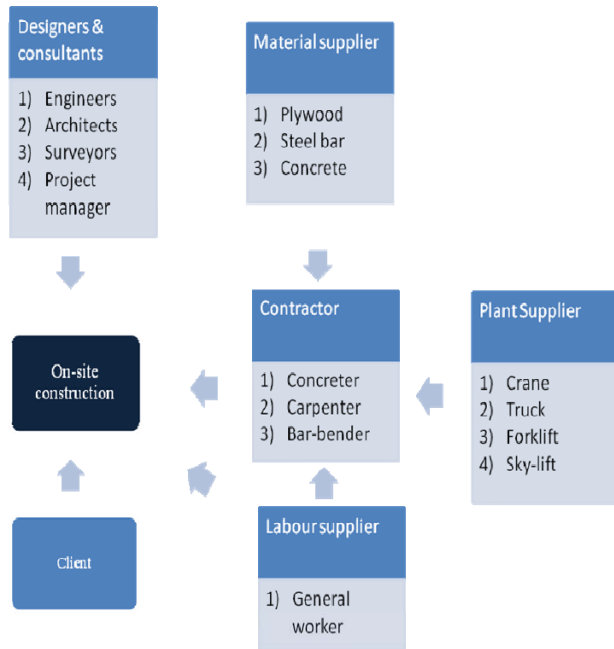 Designers &
consultants
1) Engineers
2) Architects
3) Surveyors
4) Project
manager
Material supplier
1) Plywood
2) Steel bar
3) Concrete
On-site
construction
Contractor
1) Concreter
2) Carpenter
3) Bar-bender
Plant Supplier
1) Crane
2) Truck
3) Forklift
4) Sky-lift
Client
Labour supplier
1) General
worker